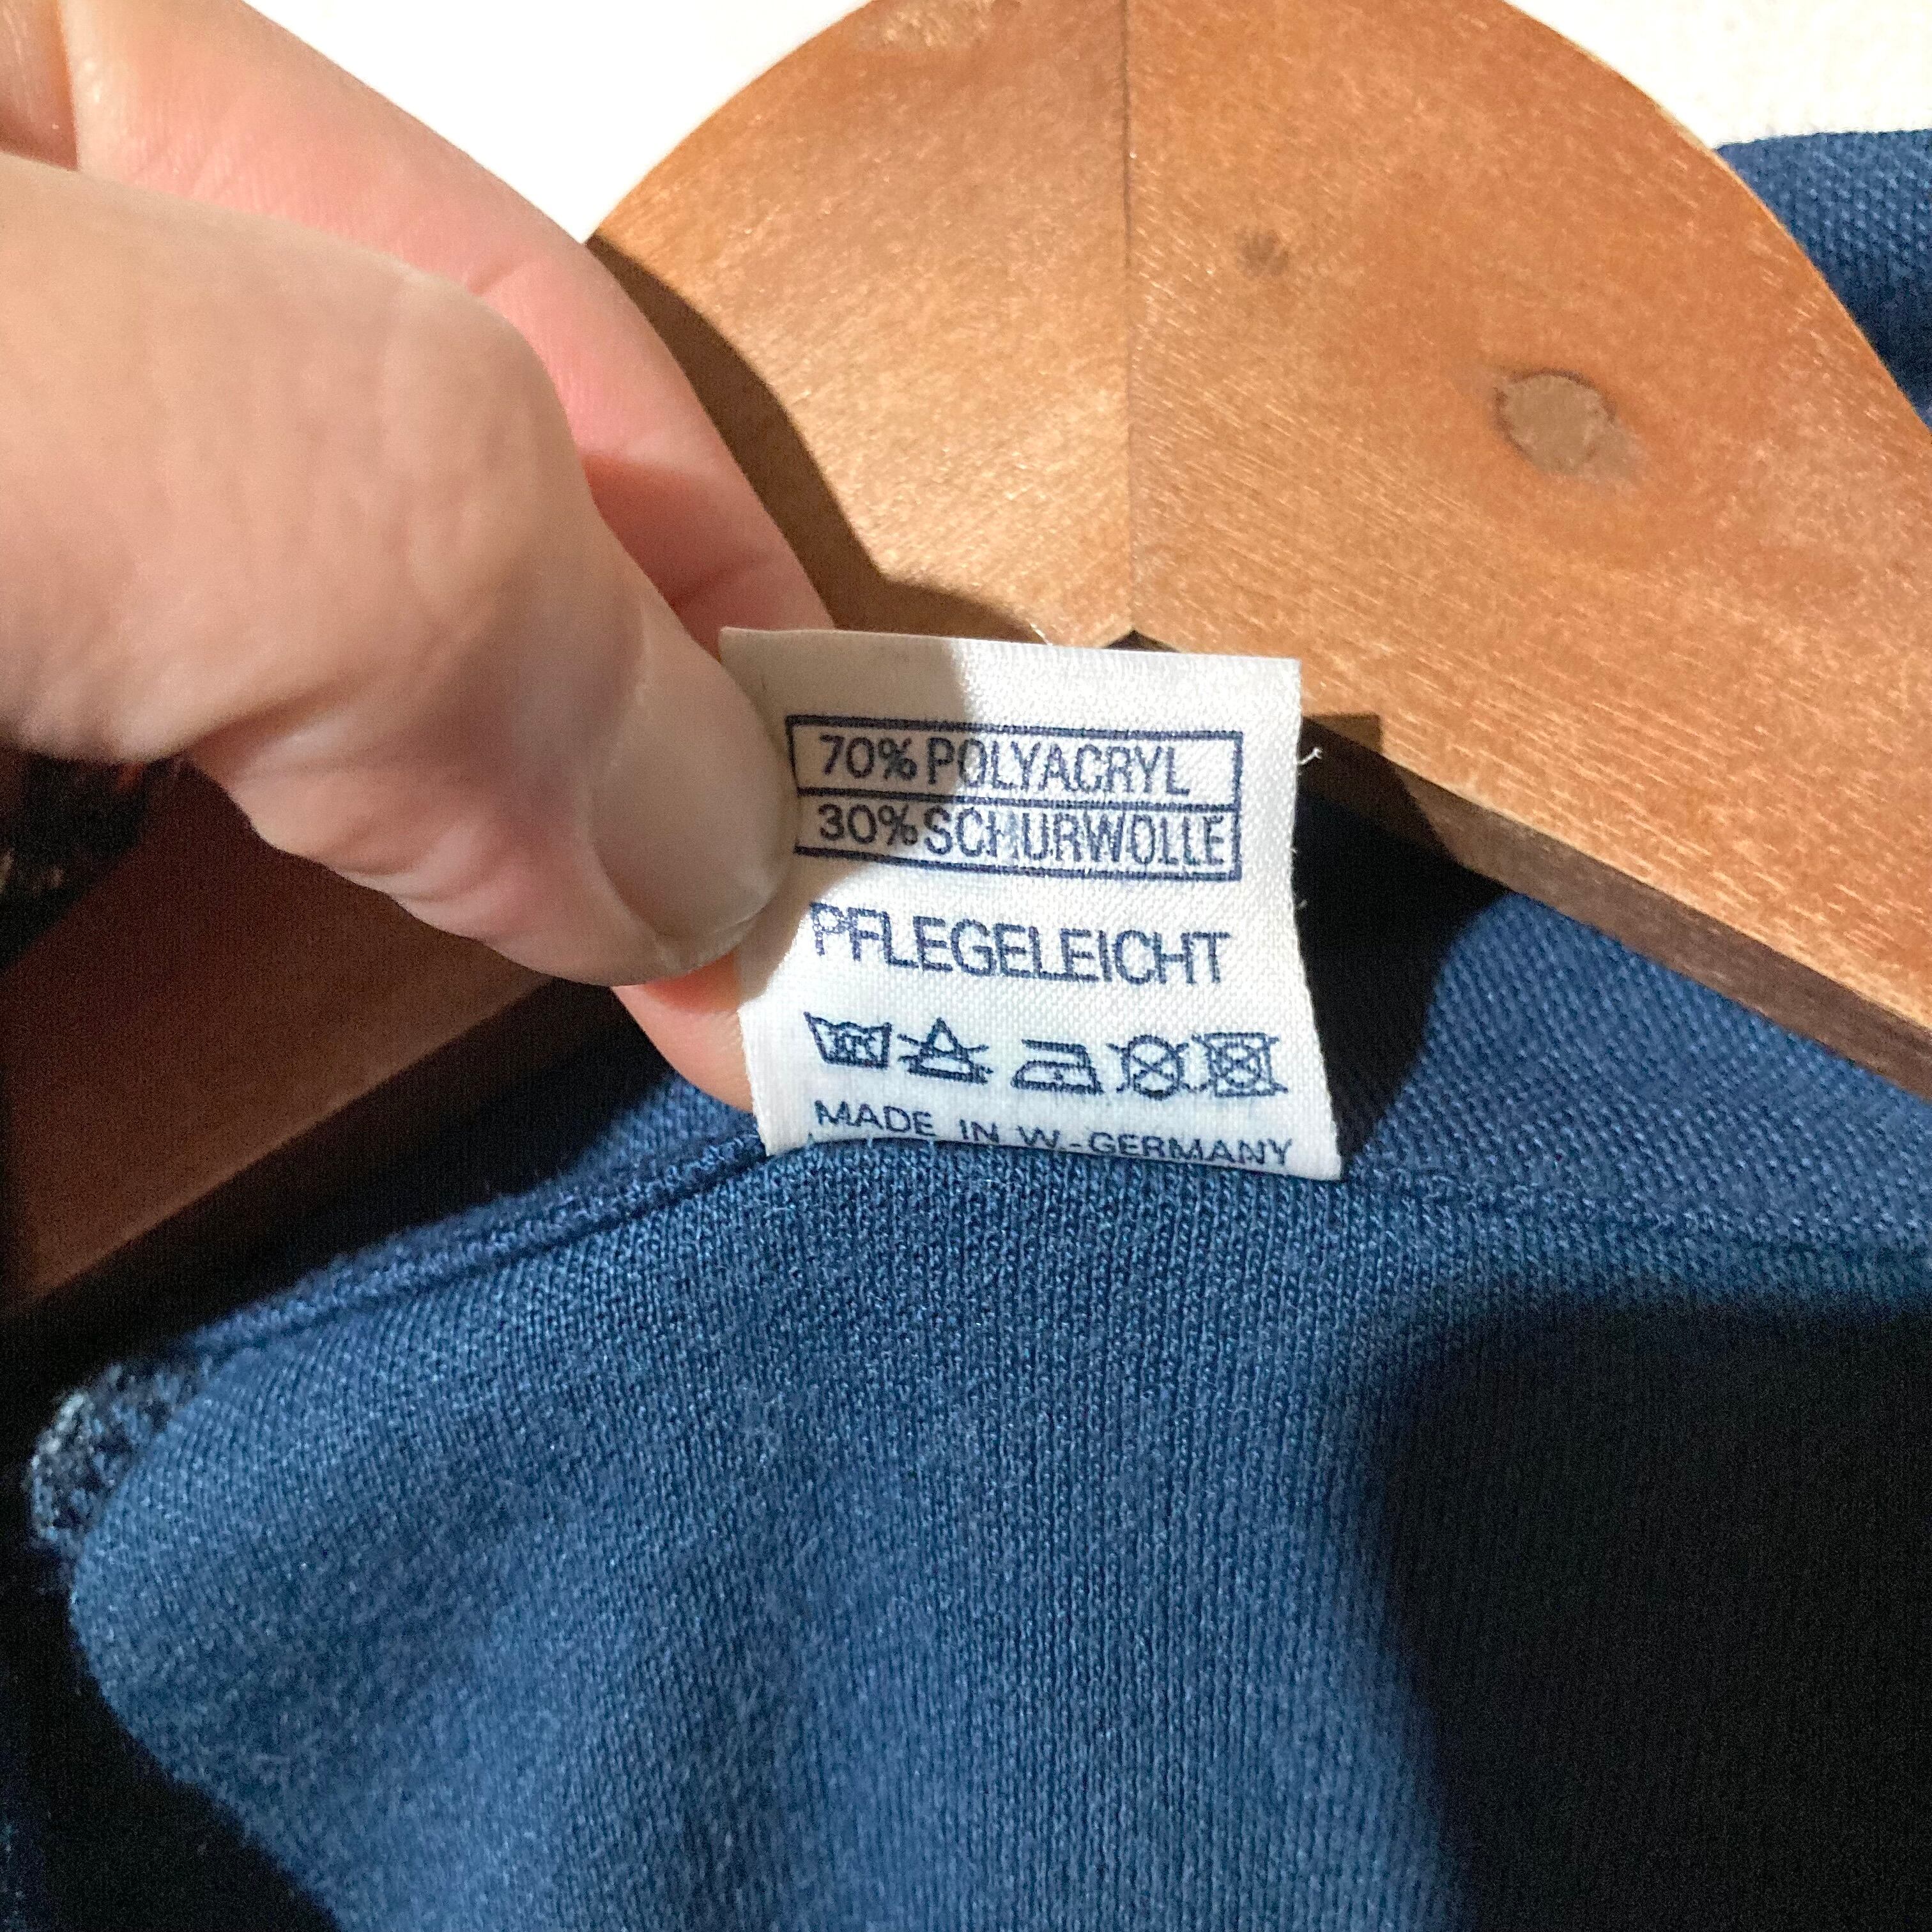 70% POLYACRYL
30% SCHURWOLLE
PFLEGELEICHT
MADE IN W.-GERMANY